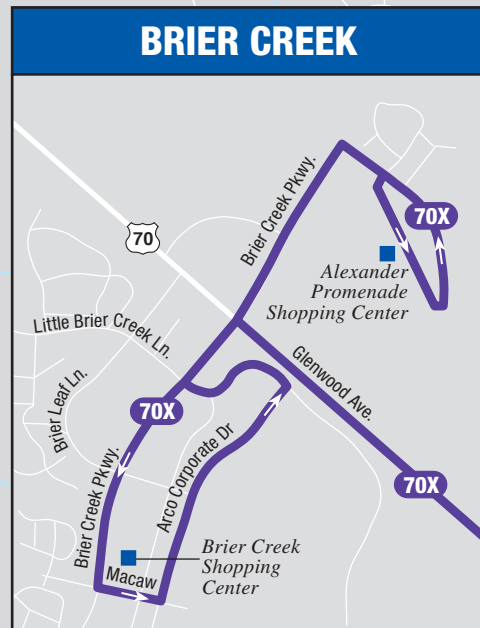 BRIER CREEK
Brier Creek Pkwy.
70X
70
Alexander
Promenade
Shopping Center
Little Brier Creek Ln.
Glenwood Ave.
Brier Leaf Ln.
70X
Arco Corporate Dr
Brier Creek Pkwy.
70X
Brier Creek
Shopping
Center
Macaw